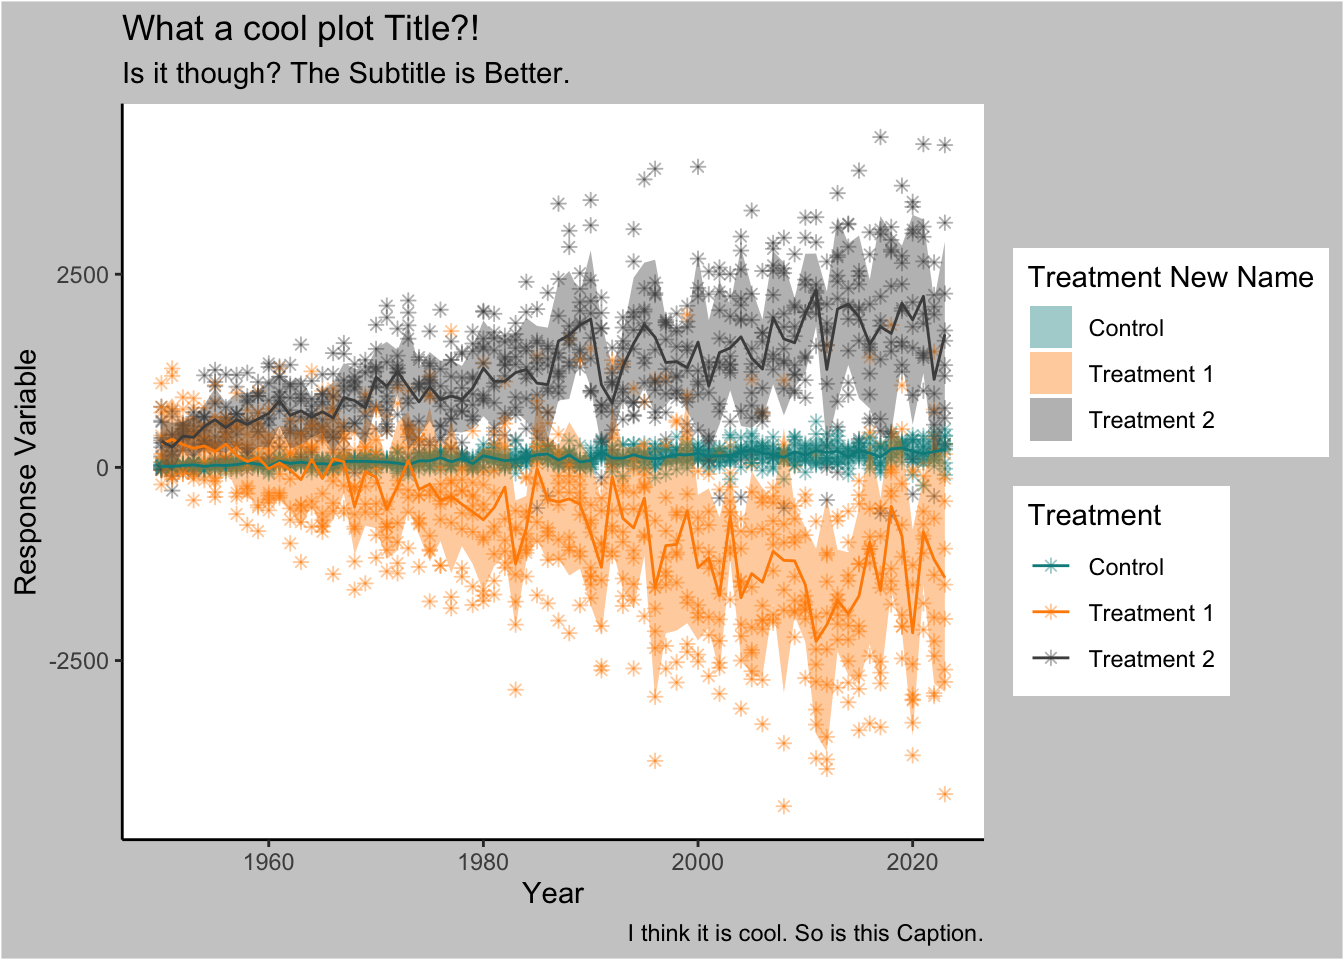 What a cool plot Title?!
Is it though? The Subtitle is Better.
Response Variable
2500
0
-2500
1960
1980
2000
2020
Year
I think it is cool. So is this Caption.
Treatment New Name
Control
Treatment 1
Treatment 2
Treatment
Control
Treatment 1
Treatment 2